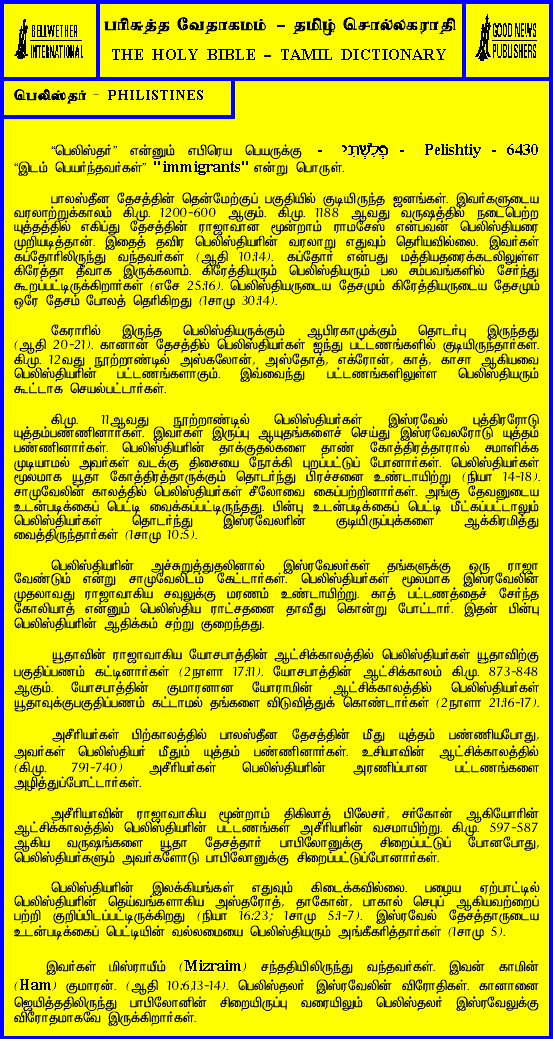 BELLWETHER
INTERNATIONAL
பரிசுத்த வேதாகமம் – தமிழ் சொல்லகராதி
THE HOLY BIBLE – TAMIL DICTIONARY
GOOD NEWS
PUBLISHERS
பெலிஸ்தர் – PHILISTINES
“பெலிஸ்தர்” என்னும் எபிரெய பெயருக்கு - פְּלִשְׁתִּי - Pelishtiy - 6430
“இடம் பெயர்ந்தவர்கள்” "immigrants" என்று பொருள்.
பாலஸ்தீன தேசத்தின் தென்மேற்குப் பகுதியில் குடியிருந்த ஜனங்கள். இவர்களுடைய
வரலாற்றுக்காலம் கி.மு. 1200-600 ஆகும். கி.மு. 1188 ஆவது வருஷத்தில் நடைபெற்ற
யுத்தத்தில் எகிப்து தேசத்தின் ராஜாவான மூன்றாம் ராமசேஸ் என்பவன் பெலிஸ்தியரை
முறியடித்தான். இதைத் தவிர பெலிஸ்தியரின் வரலாறு எதுவும் தெரியவில்லை. இவர்கள்
கப்தோரிலிருந்து வந்தவர்கள் (ஆதி 10:14). கப்தோர் என்பது மத்தியதரைக்கடலிலுள்ள
கிரேத்தா தீவாக இருக்கலாம். கிரேத்தியரும் பெலிஸ்தியரும் பல சம்பவங்களில் சேர்ந்து
கூறப்பட்டிருக்கிறார்கள் (எசே 25:16). பெலிஸ்தியருடைய தேசமும் கிரேத்தியருடைய தேசமும்
ஒரே தேசம் போலத் தெரிகிறது (1சாமு 30:14).
கேராரில் இருந்த பெலிஸ்தியருக்கும் ஆபிரகாமுக்கும் தொடர்பு இருந்தது
(ஆதி 20-21). கானான் தேசத்தில் பெலிஸ்தியர்கள் ஐந்து பட்டணங்களில் குடியிருந்தார்கள்.
கி.மு. 12வது நூற்றாண்டில் அஸ்கலோன், அஸ்தோத், எக்ரோன், காத், காசா ஆகியவை
பெலிஸ்தியரின் பட்டணங்களாகும். இவ்வைந்து பட்டணங்களிலுள்ள பெலிஸ்தியரும்
கூட்டாக செயல்பட்டார்கள்.
கி.மு. 11ஆவது நூற்றாண்டில் பெலிஸ்தியர்கள் இஸ்ரவேல் புத்திரரோடு
யுத்தம்பண்ணினார்கள். இவர்கள் இருப்பு ஆயுதங்களைச் செய்து இஸ்ரவேலரோடு யுத்தம்
பண்ணினார்கள். பெலிஸ்தியரின் தாக்குதல்களை தாண் கோத்திரத்தாரால் சமாளிக்க
முடியாமல் அவர்கள் வடக்கு திசையை நோக்கி புறப்பட்டுப் போனார்கள். பெலிஸ்தியர்கள்
மூலமாக யூதா கோத்திரத்தாருக்கும் தொடர்ந்து பிரச்சனை உண்டாயிற்று (நியா 14-18).
சாமுவேலின் காலத்தில் பெலிஸ்தியர்கள் சீலோவை கைப்பற்றினார்கள். அங்கு தேவனுடைய
உடன்படிக்கைப் பெட்டி வைக்கப்பட்டிருந்தது. பின்பு உடன்படிக்கைப் பெட்டி மீட்கப்பட்டாலும்
பெலிஸ்தியர்கள் தொடர்ந்து இஸ்ரவேலரின் குடியிருப்புக்களை ஆக்கிரமித்து
வைத்திருந்தார்கள் (1சாமு 10:5).
பெலிஸ்தியரின் அச்சுறுத்துதலினால் இஸ்ரவேலர்கள் தங்களுக்கு ஒரு ராஜா
வேண்டும் என்று சாமுவேலிடம் கேட்டார்கள். பெலிஸ்தியர்கள் மூலமாக இஸ்ரவேலின்
முதலாவது ராஜாவாகிய சவுலுக்கு மரணம் உண்டாயிற்று. காத் பட்டணத்தைச் சேர்ந்த
கோலியாத் என்னும் பெலிஸ்திய ராட்சதனை தாவீது கொன்று போட்டார். இதன் பின்பு
பெலிஸ்தியரின் ஆதிக்கம் சற்று குறைந்தது.
யூதாவின் ராஜாவாகிய யோசபாத்தின் ஆட்சிக்காலத்தில் பெலிஸ்தியர்கள் யூதாவிற்கு
பகுதிப்பணம் கட்டினார்கள் (2நாளா 17:11). யோசபாத்தின் ஆட்சிக்காலம் கி.மு. 873-848
ஆகும். யோசபாத்தின் குமாரனான யோராமின் ஆட்சிகாலத்தில் பெலிஸ்தியர்கள்
யூதாவுக்குபகுதிப்பணம் கட்டாமல் தங்களை விடுவித்துக் கொண்டார்கள் (2நாளா 21:16-17).
அசீரியர்கள் பிற்காலத்தில் பாலஸ்தீன தேசத்தின் மீது யுத்தம் பண்ணியபோது,
அவர்கள் பெலிஸ்தியர் மீதும் யுத்தம் பண்ணினார்கள். உசியாவின் ஆட்சிக்காலத்தில்
(கி.மு. 791-740) அசீரியர்கள் பெலிஸ்தியரின் அரணிப்பான பட்டணங்களை
அழித்துப்போட்டார்கள்.
அசீரியாவின் ராஜாவாகிய மூன்றாம் திகிலாத் பிலேசர், சர்கோன் ஆகியோரின்
ஆட்சிக்காலத்தில் பெலிஸ்தியரின் பட்டணங்கள் அசீரியரின் வசமாயிற்று. கி.மு. 597-587
ஆகிய வருஷங்களை யூதா தேசத்தார் பாபிலோனுக்கு சிறைப்பட்டுப் போனபோது,
பெலிஸ்தியர்களும் அவர்களோடு பாபிலோனுக்கு சிறைபட்டுப்போனார்கள்.
பெலிஸ்தியரின் இலக்கியங்கள் எதுவும் கிடைக்கவில்லை. பழைய ஏற்பாட்டில்
பெலிஸ்தியரின் தெய்வங்களாகிய அஸ்தரோத், தாகோன், பாகால் செபுப் ஆகியவற்றைப்
பற்றி குறிப்பிடப்பட்டிருக்கிறது (நியா 16:23; 1சாமு 5:1-7). இஸ்ரவேல் தேசத்தாருடைய
உடன்படிக்கைப் பெட்டியின் வல்லமையை பெலிஸ்தியரும் அங்கீகரித்தார்கள் (1சாமு 5).
இவர்கள் மிஸ்ராயீம் (Mizraim) சந்ததியிலிருந்து வந்தவர்கள். இவன் காமின்
(Ham) குமாரன். (ஆதி 10:6,13-14). பெலிஸ்தலர் இஸ்ரவேலின் விரோதிகள். கானானை
ஜெயித்ததிலிருந்து பாபிலோனின் சிறையிருப்பு வரையிலும் பெலிஸ்தலர் இஸ்ரவேலுக்கு
விரோதமாகவே இருக்கிறார்கள்.